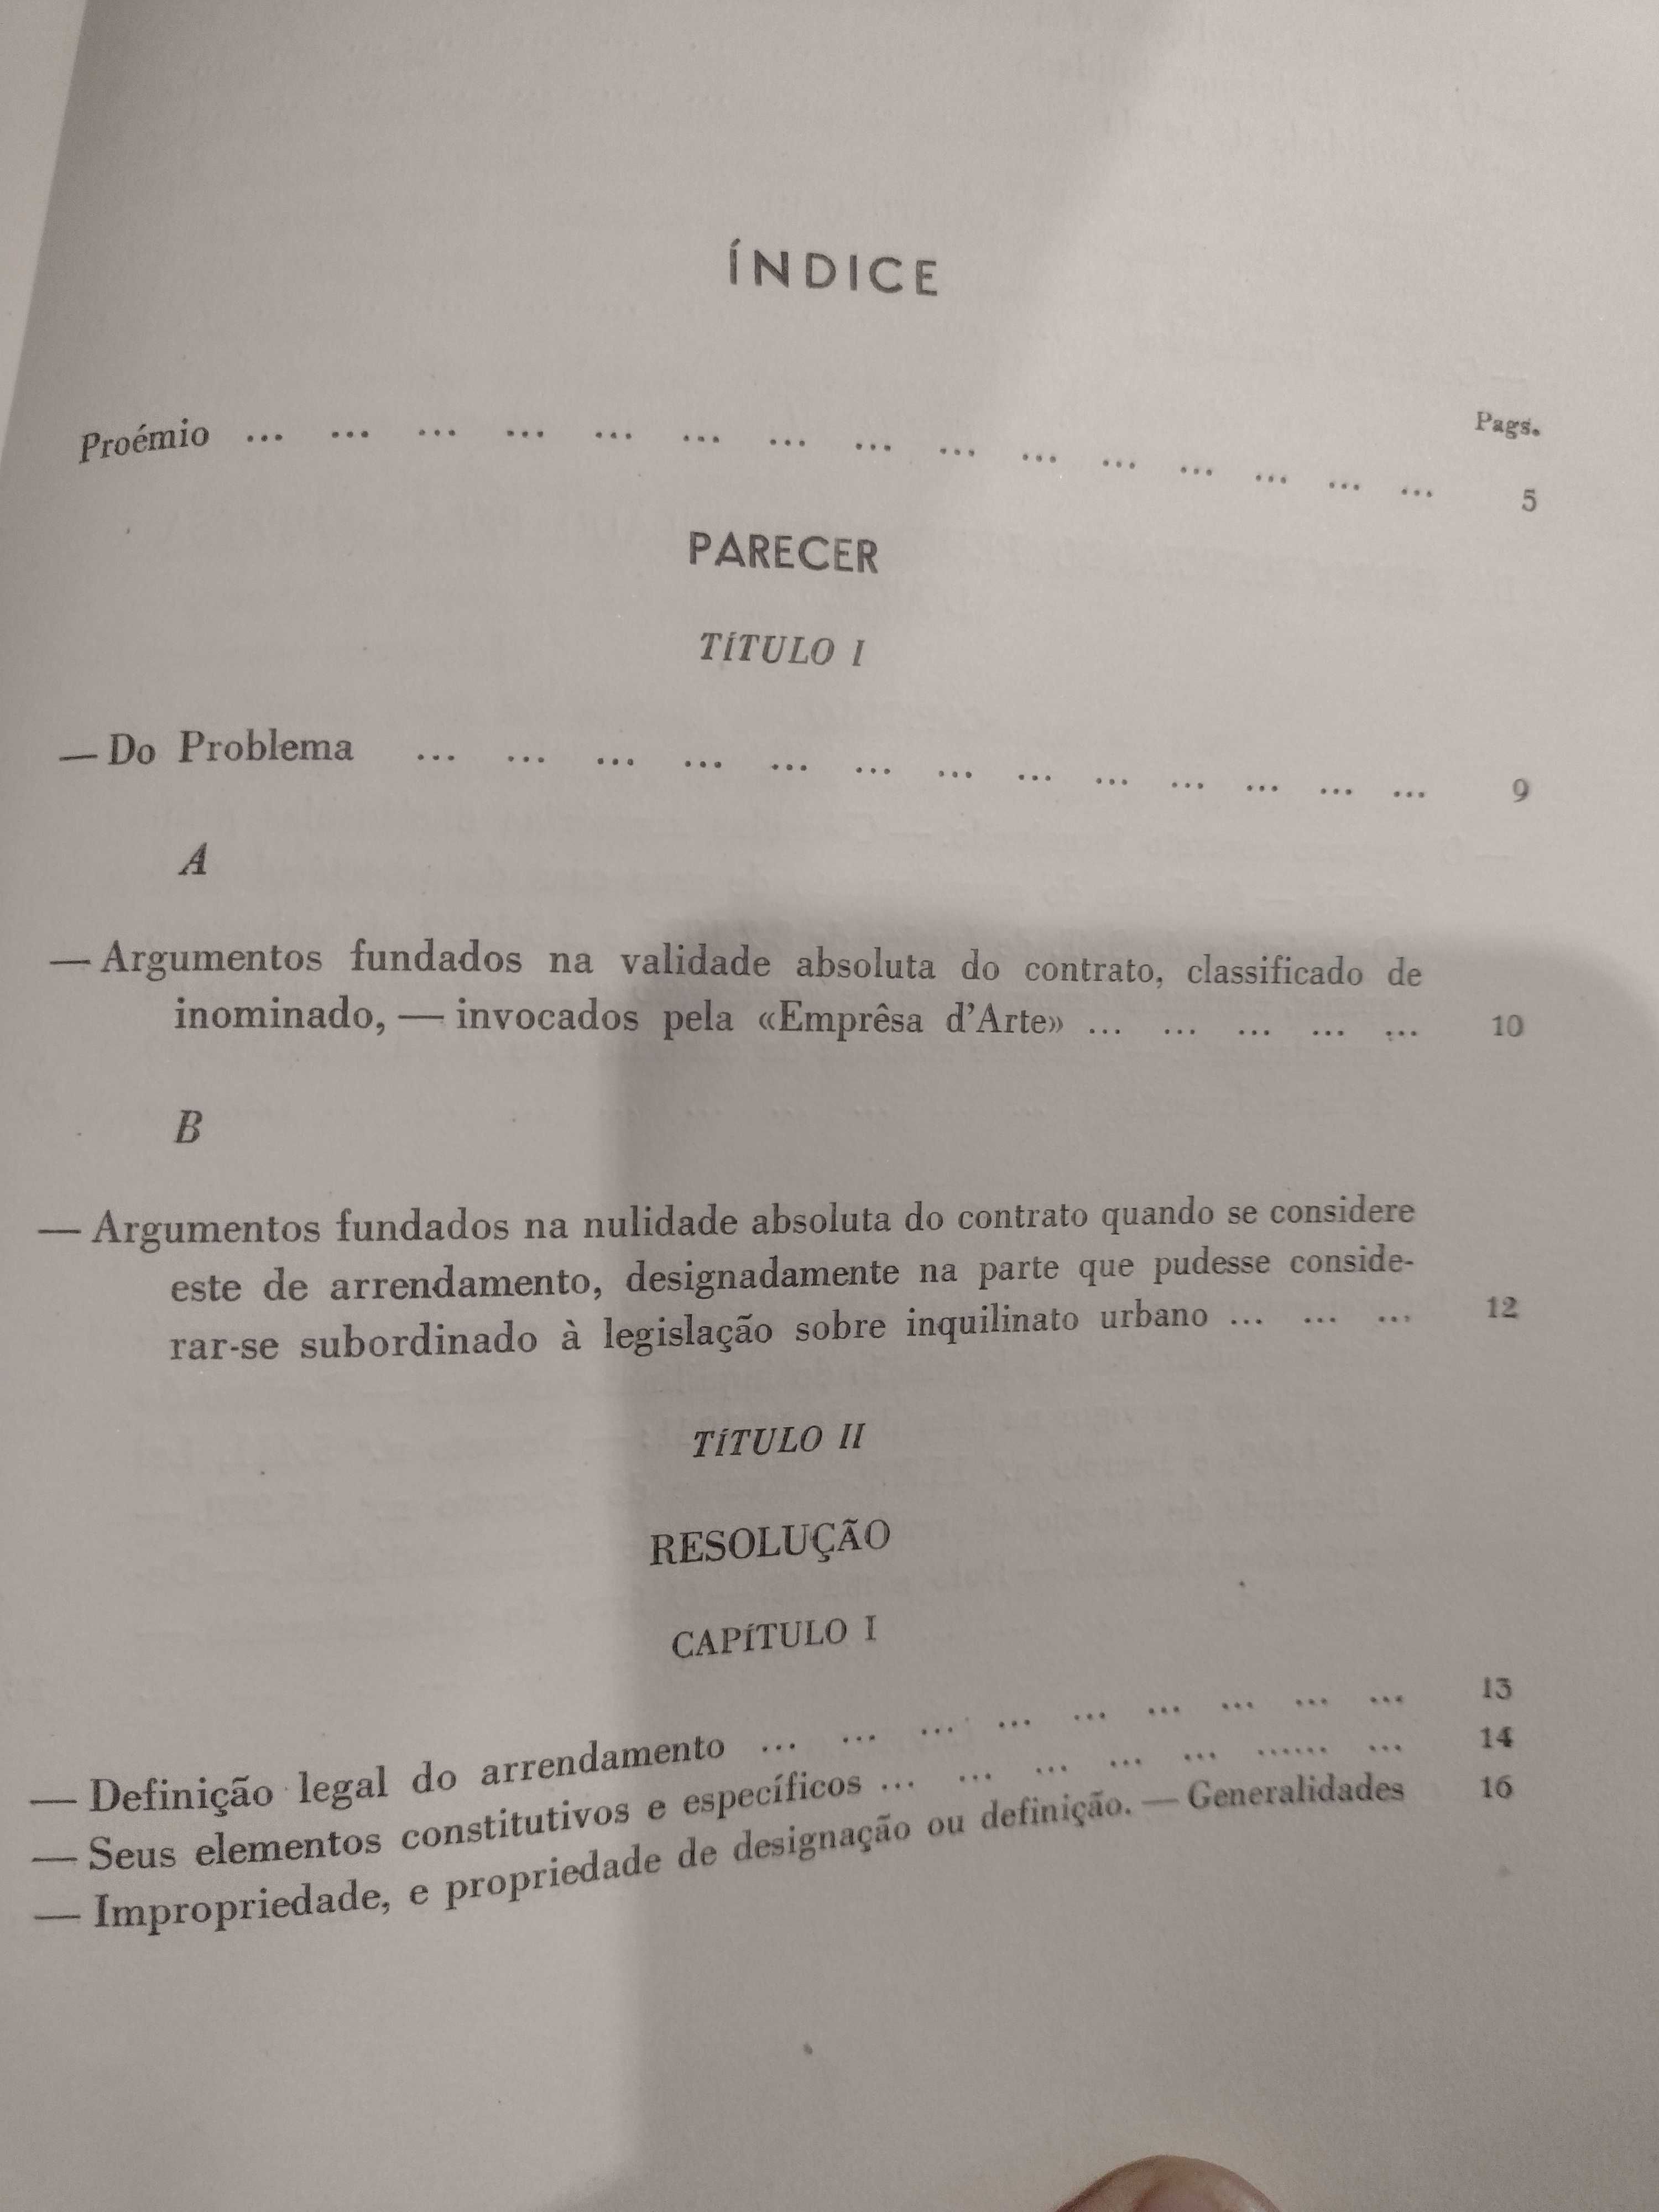 ÍNDICE
Pags.
Proémio ... ... ... ... ... ... ... ... ... ... ... ... ... ... ... 5
PARECER
TÍTULO I
— Do Problema ... ... ... ... ... ... ... ... ... ... ... ... ... 9
A
— Argumentos fundados na validade absoluta do contrato, classificado de
inominado, — invocados pela «Emprêsa d'Arte» ... ... ... ... ... 10
B
— Argumentos fundados na nulidade absoluta do contrato quando se considere
este de arrendamento, designadamente na parte que pudesse conside-
rar-se subordinado à legislação sobre inquilinato urbano ... ... ... 12
TÍTULO II
RESOLUÇÃO
CAPÍTULO I
— Definição legal do arrendamento ... ... ... ... ... ... ... ... ... 13
— Seus elementos constitutivos e específicos ... ... ... ... ... ...... ... 14
— Impropriedade, e propriedade de designação ou definição. — Generalidades 16